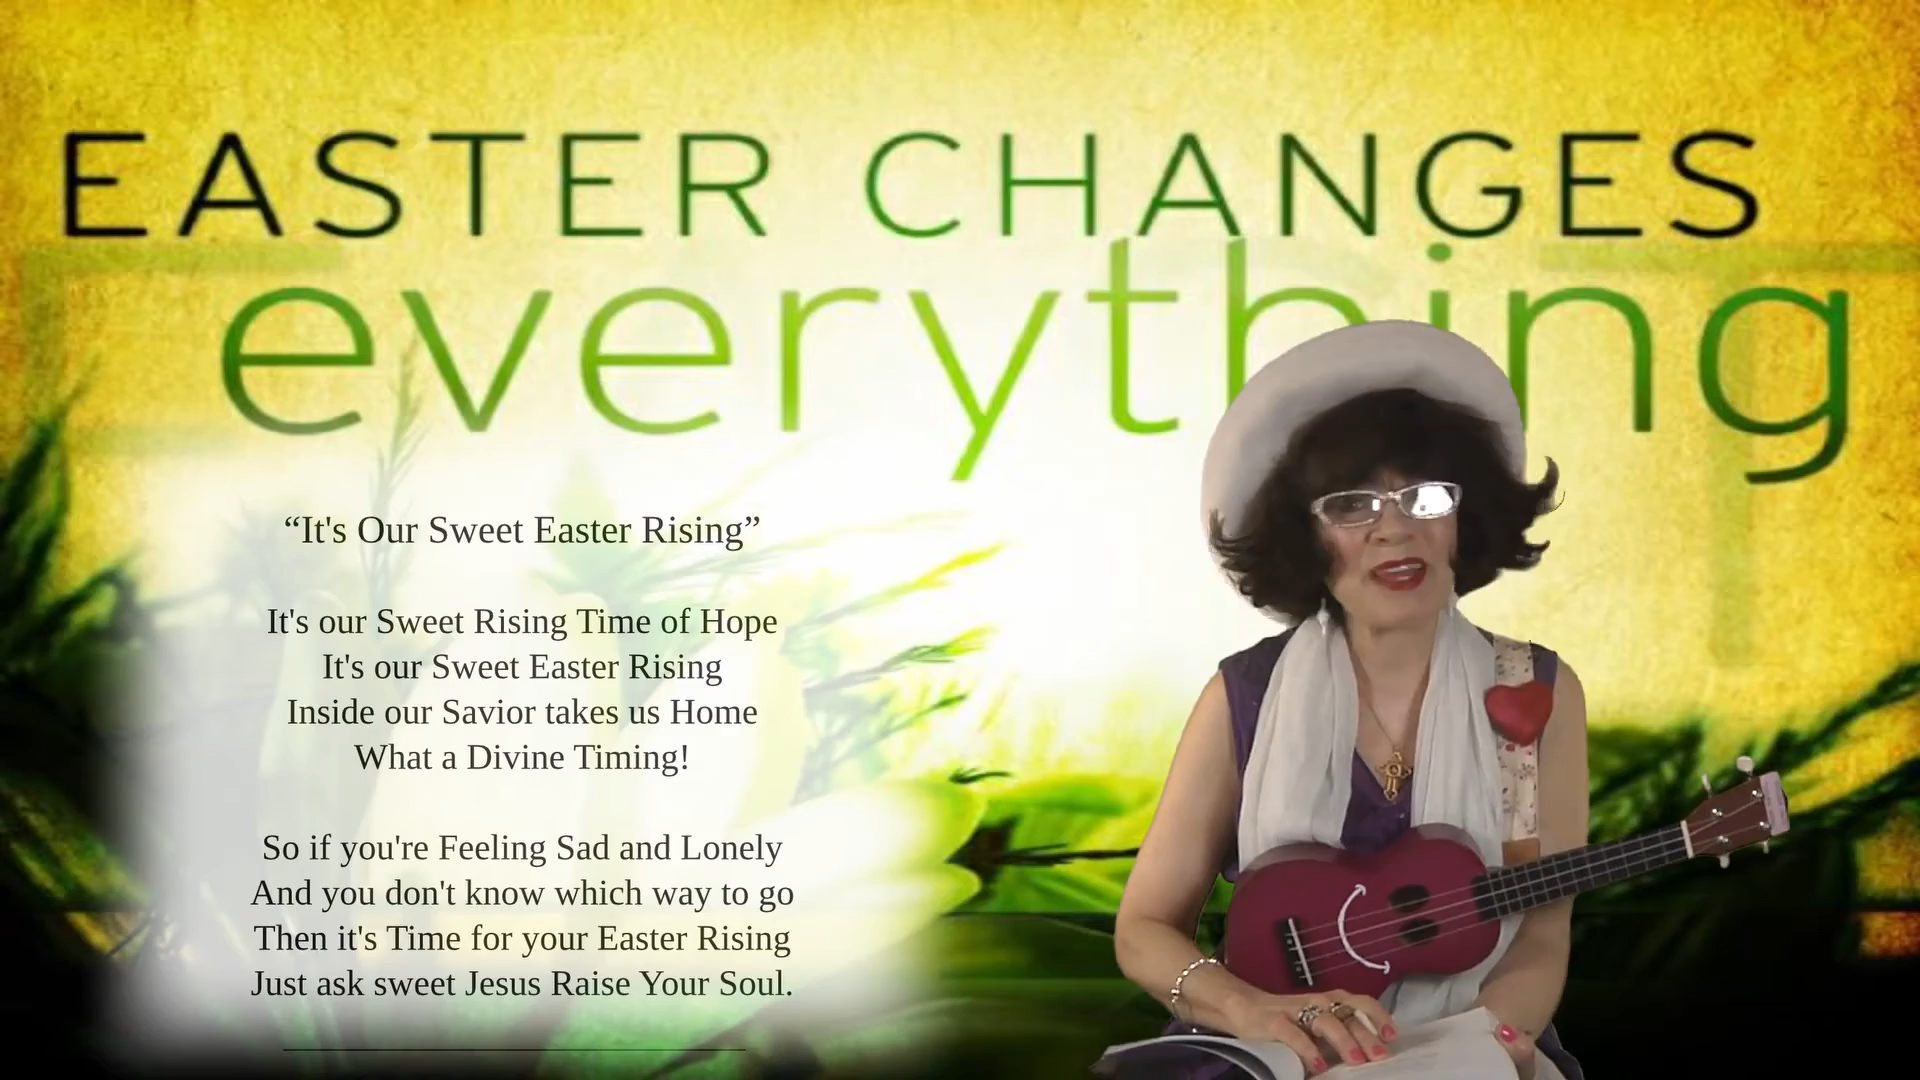 EASTER CHANGES
everything
“It's Our Sweet Easter Rising”
It's our Sweet Rising Time of Hope
It's our Sweet Easter Rising
Inside our Savior takes us Home
What a Divine Timing!
So if you're Feeling Sad and Lonely
And you don't know which way to go
Then it's Time for your Easter Rising
Just ask sweet Jesus Raise Your Soul.